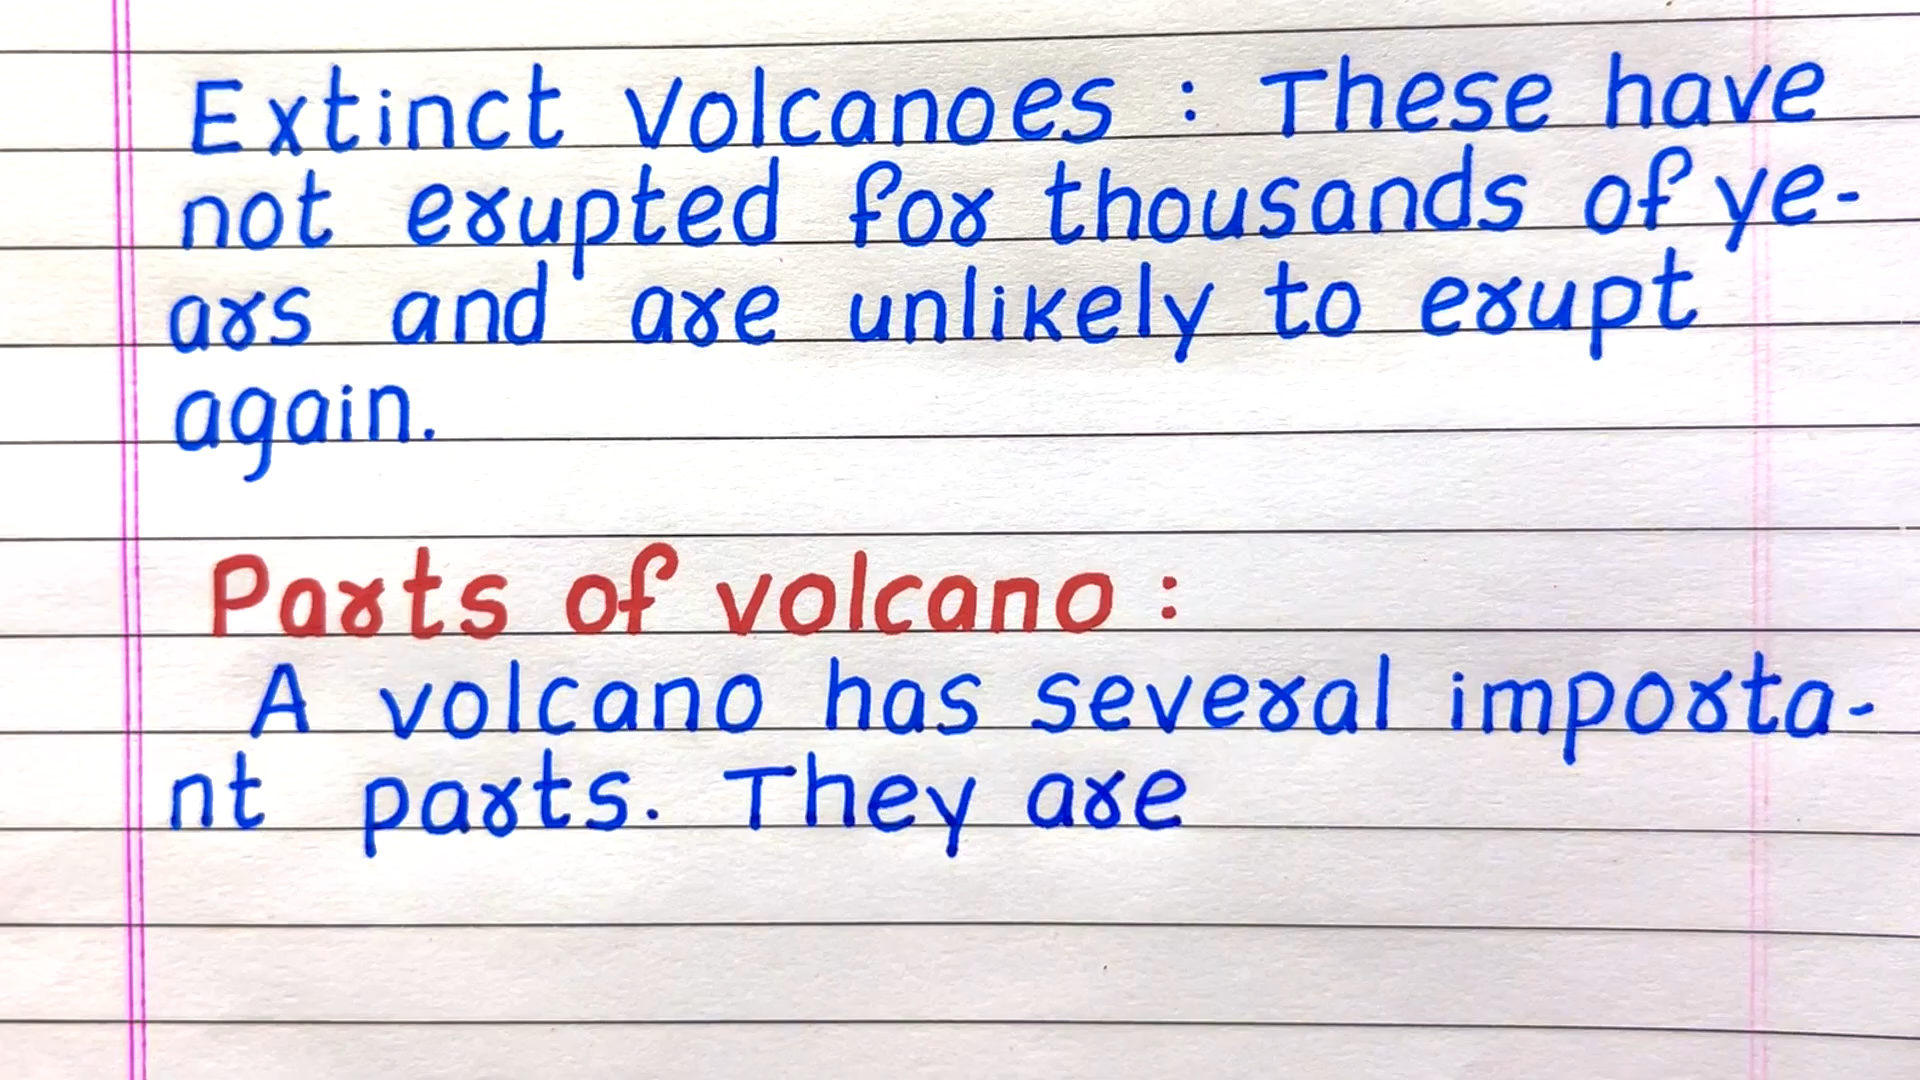 Extinct Volcanoes : These have
not erupted for thousands of ye-
ars and are unlikely to erupt
again.
Parts of volcano :
A volcano has several importa-
nt parts. They are